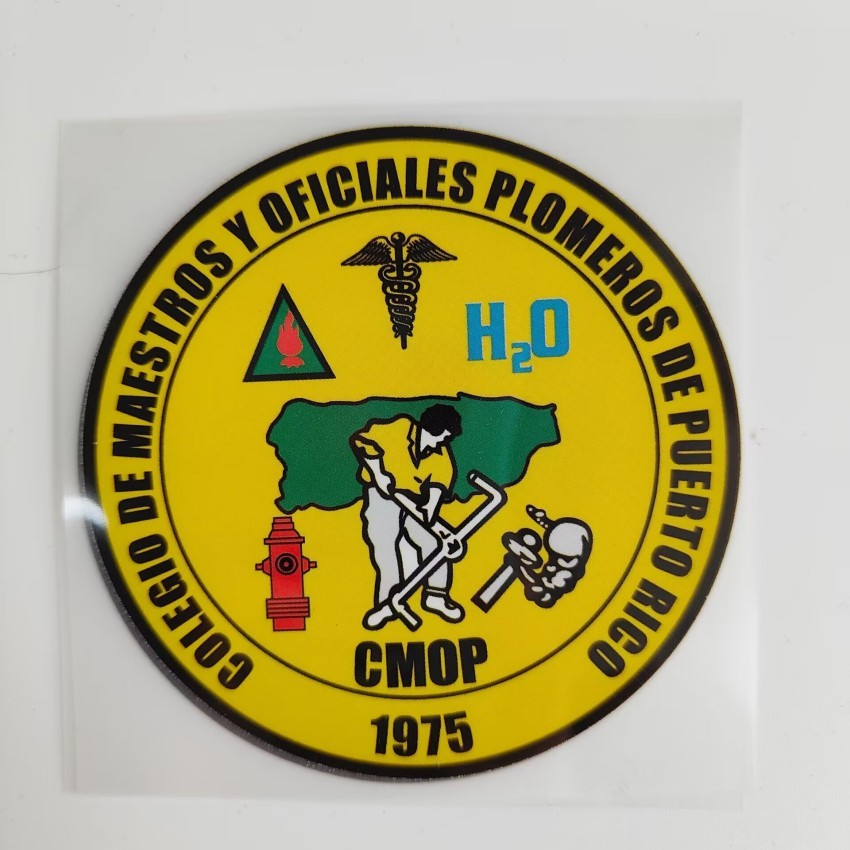 COLEGIO DE MAESTROS Y OFICIALES PLOMEROS DE PUERTO RICO
H₂O
CMOP
1975